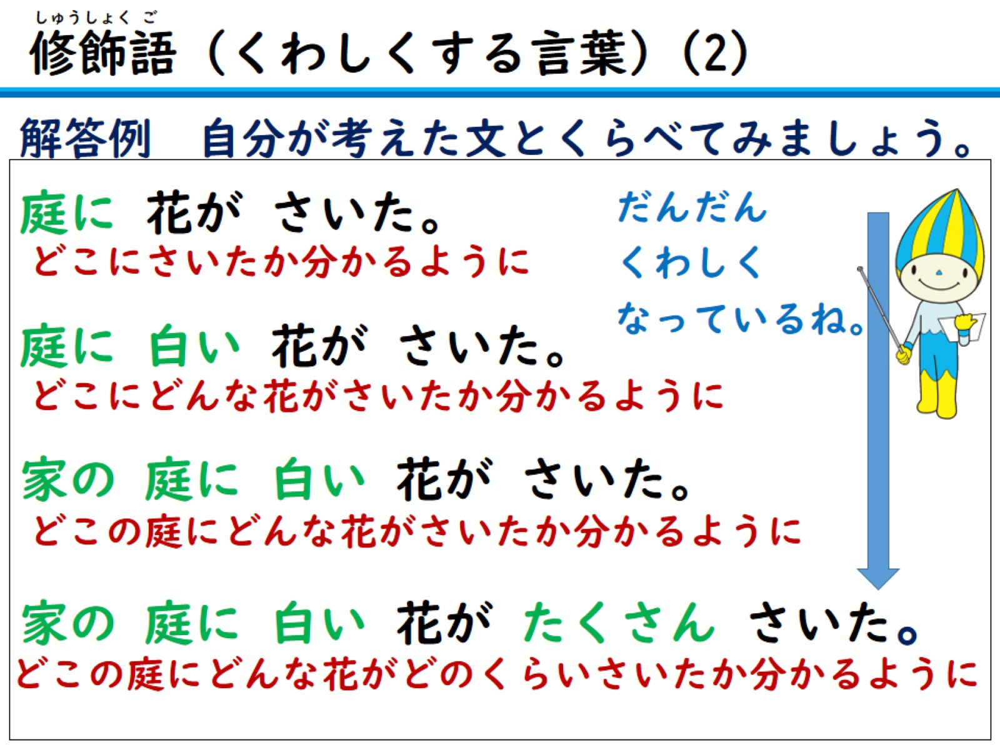 しゅうしょく ご
修飾語（くわしくする言葉）（2）
解答例　自分が考えた文とくらべてみましょう。
庭に 花が さいた。
どこにさいたか分かるように
だんだん
くわしく
なっているね。
庭に 白い 花が さいた。
どこにどんな花がさいたか分かるように
家の 庭に 白い 花が さいた。
どこの庭にどんな花がさいたか分かるように
家の 庭に 白い 花が たくさん さいた。
どこの庭にどんな花がどのくらいさいたか分かるように